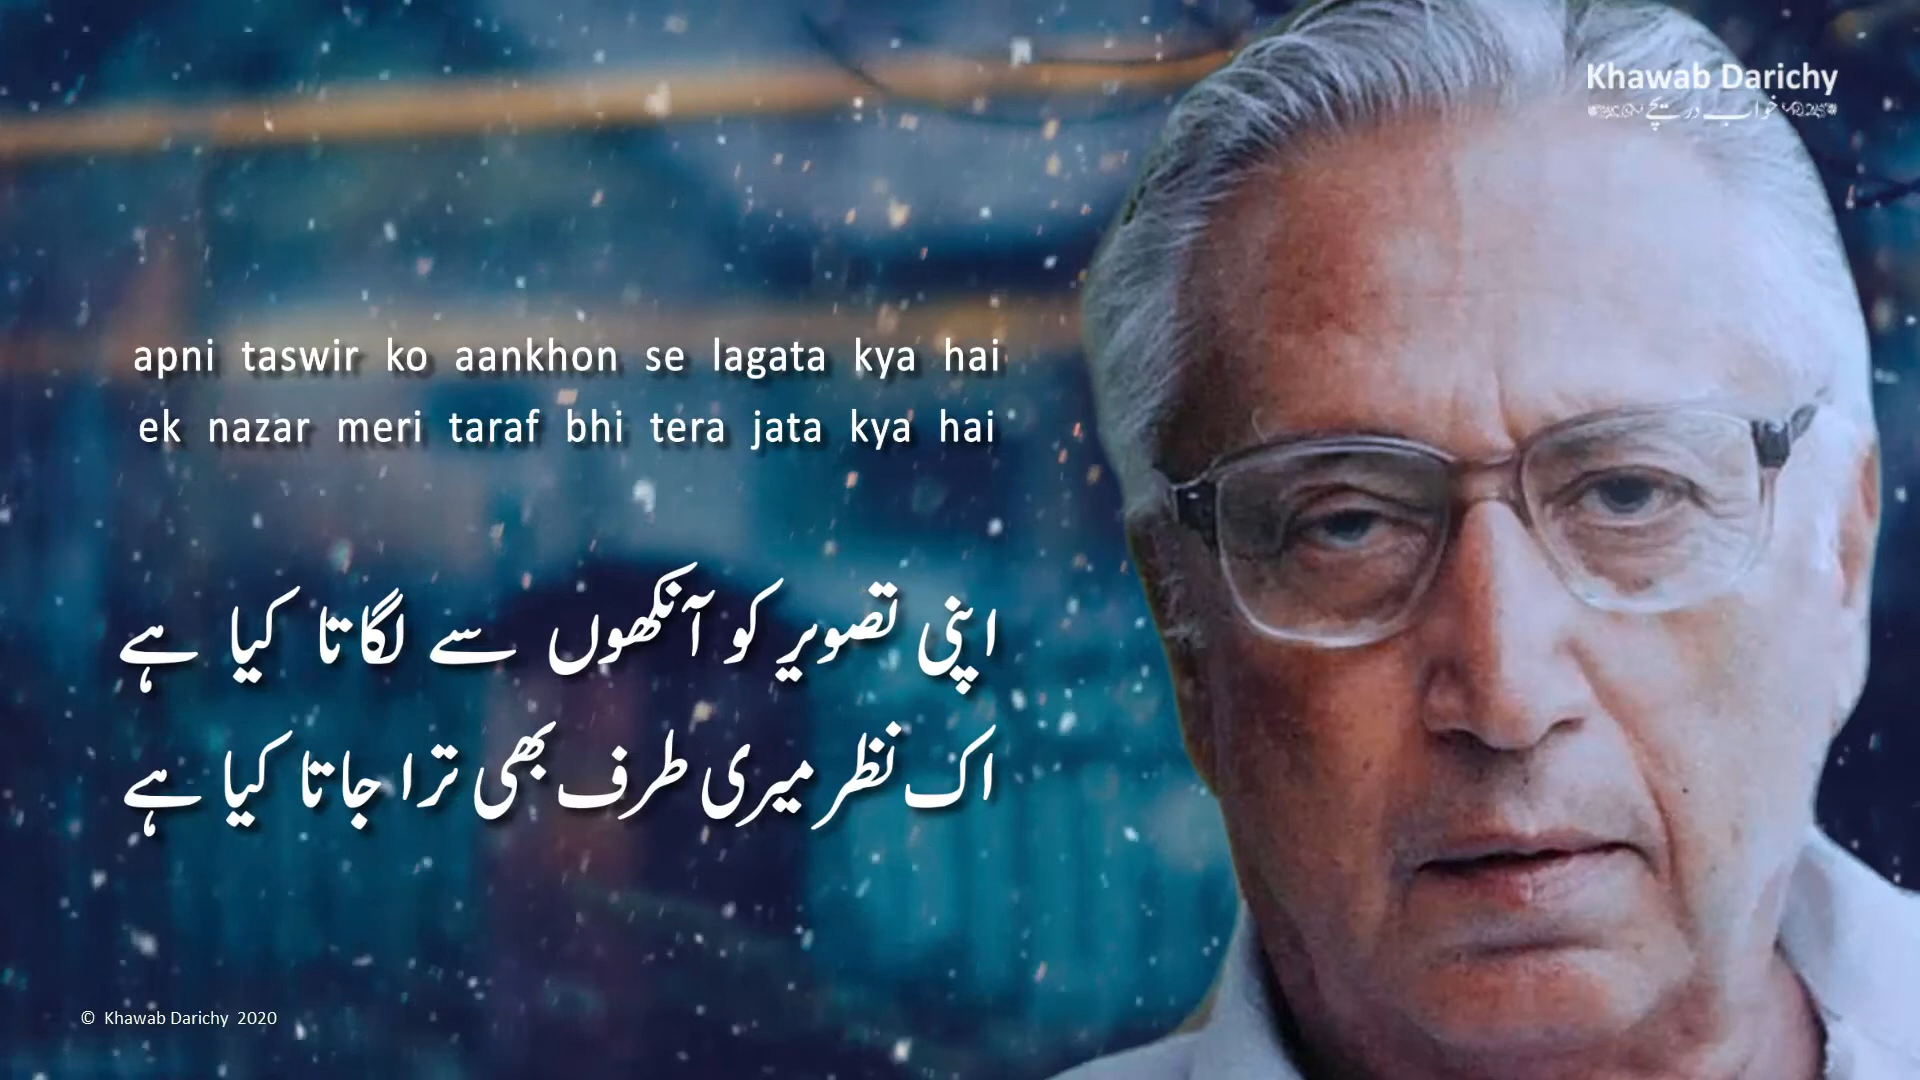 Khawab Darichy
خواب دریچے
apni taswir ko aankhon se lagata kya hai
ek nazar meri taraf bhi tera jata kya hai
اپنی تصویر کو آنکھوں سے لگاتا کیا ہے
اک نظر میری طرف بھی ترا جاتا کیا ہے
© Khawab Darichy 2020